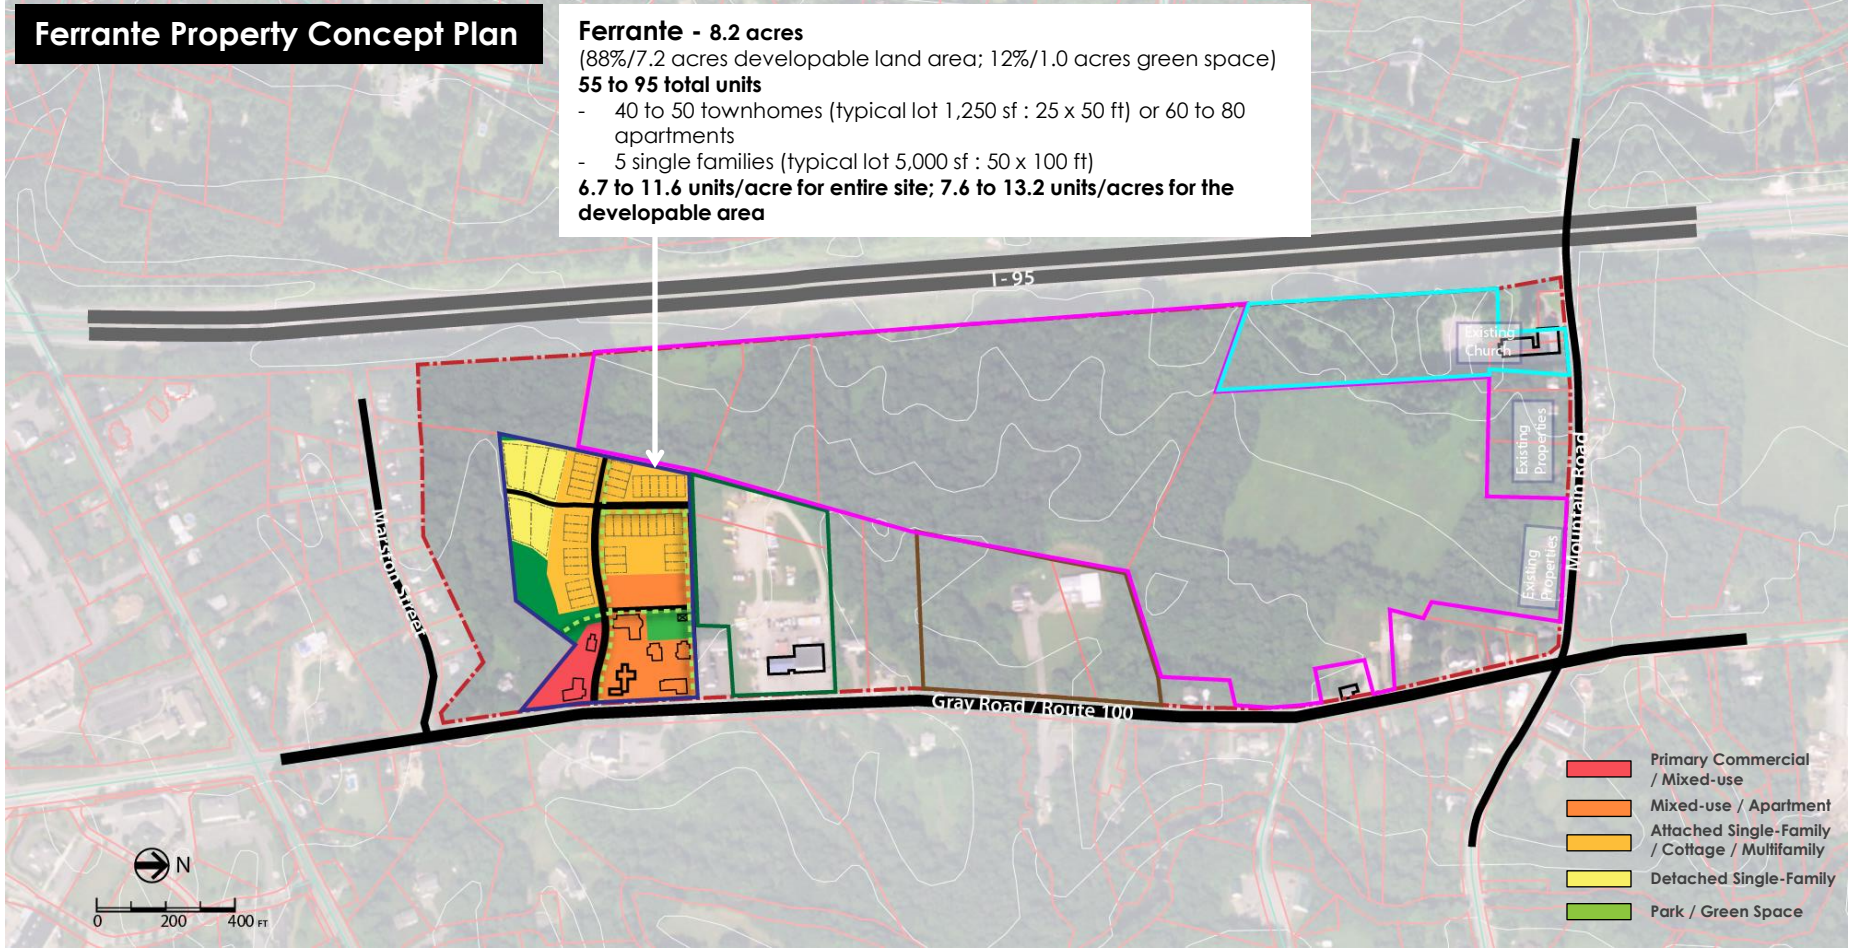 Ferrante Property Concept Plan
Ferrante - 8.2 acres
(88%/7.2 acres developable land area; 12%/1.0 acres green space)
55 to 95 total units
- 40 to 50 townhomes (typical lot 1,250 sf : 25 x 50 ft) or 60 to 80
apartments
- 5 single families (typical lot 5,000 sf : 50 x 100 ft)
6.7 to 11.6 units/acre for entire site; 7.6 to 13.2 units/acres for the
developable area
I - 95
Existing
Church
Existing
Properties
Mountain Road
Existing
Properties
Marston Street
Gray Road / Route 100
Primary Commercial
/ Mixed-use
Mixed-use / Apartment
Attached Single-Family
/ Cottage / Multifamily
Detached Single-Family
Park / Green Space
N
0 200 400 FT